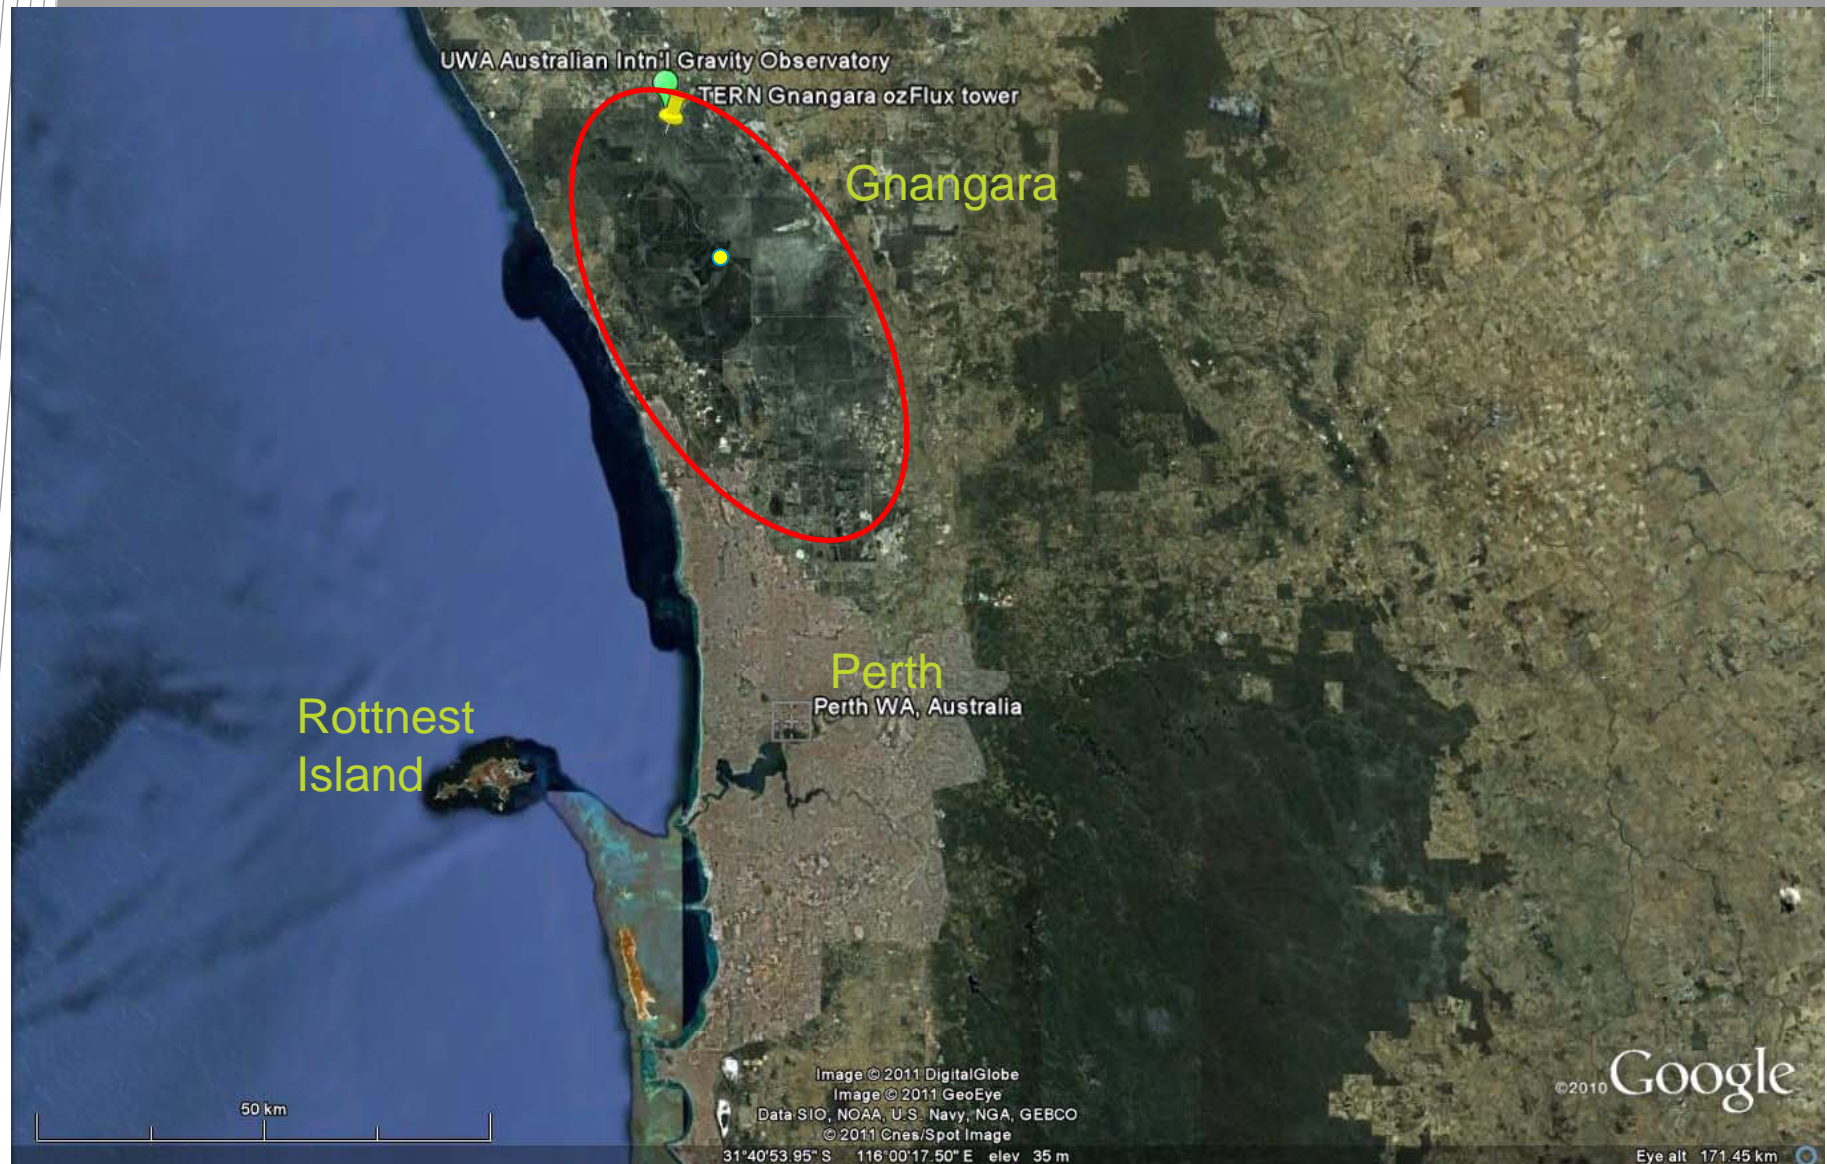 UWA Australian Intn'l Gravity Observatory
TERN Gnangara ozFlux tower
Gnangara
Perth
Perth WA, Australia
Rottnest
Island
50 km
Image © 2011 DigitalGlobe
Image © 2011 GeoEye
Data SIO, NOAA, U.S. Navy, NGA, GEBCO
© 2011 Cnes/Spot Image
©2010 Google
31°40'53.95" S 116°00'17.50" E elev 35 m
Eye alt 171.45 km